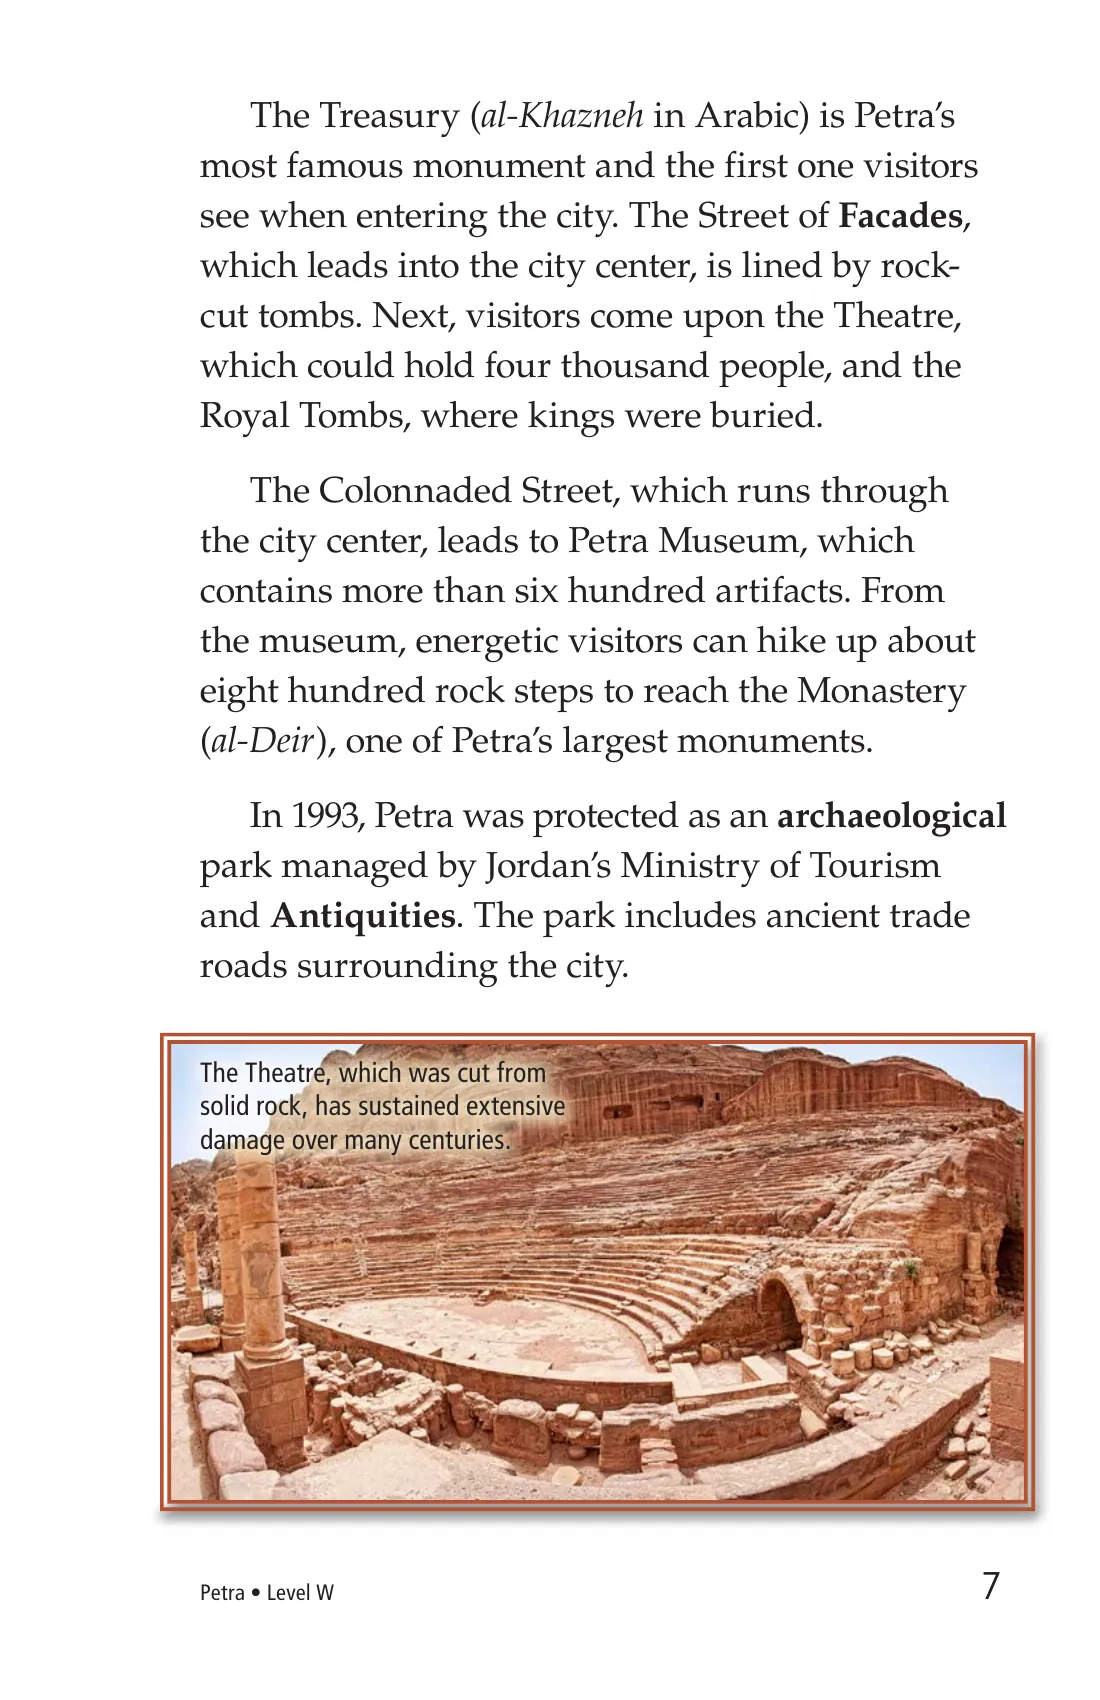 The Treasury (al-Khazneh in Arabic) is Petra’s
most famous monument and the first one visitors
see when entering the city. The Street of Facades,
which leads into the city center, is lined by rock-
cut tombs. Next, visitors come upon the Theatre,
which could hold four thousand people, and the
Royal Tombs, where kings were buried.
The Colonnaded Street, which runs through
the city center, leads to Petra Museum, which
contains more than six hundred artifacts. From
the museum, energetic visitors can hike up about
eight hundred rock steps to reach the Monastery
(al-Deir), one of Petra’s largest monuments.
In 1993, Petra was protected as an archaeological
park managed by Jordan’s Ministry of Tourism
and Antiquities. The park includes ancient trade
roads surrounding the city.
The Theatre, which was cut from
solid rock, has sustained extensive
damage over many centuries.
Petra • Level W
7